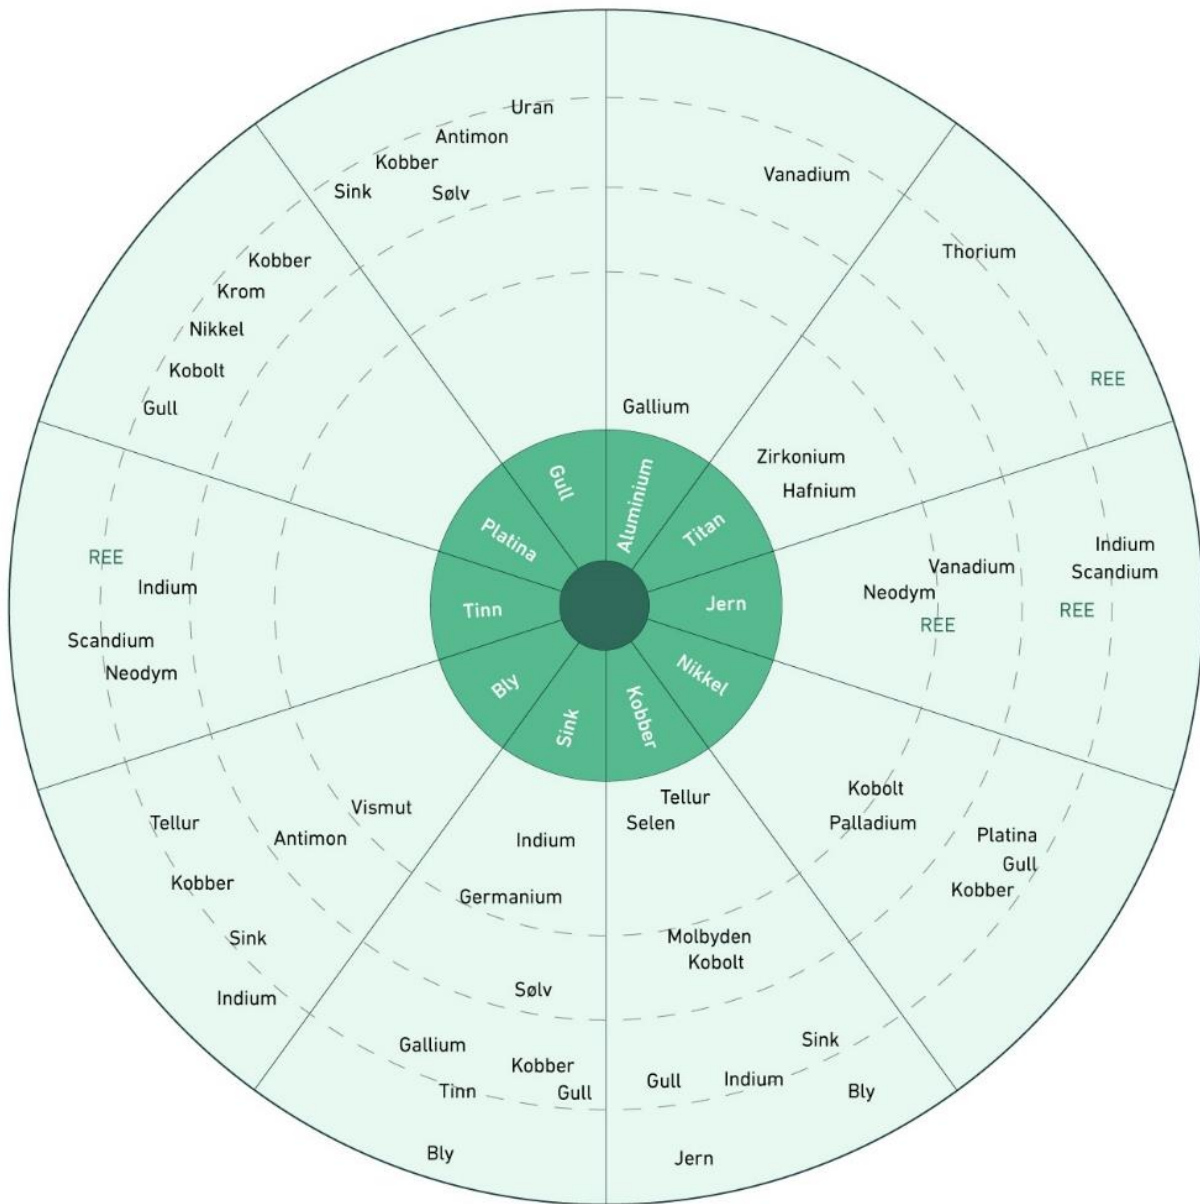 Uran
Antimon
Kobber
Sink
Sølv
Vanadium
Gallium
Thorium
REE
Zirkonium
Hafnium
Indium
Scandium
Vanadium
Neodym
REE
REE
Kobolt
Palladium
Platina
Gull
Kobber
Tellur
Selen
Molbyden
Kobolt
Sink
Gull
Indium
Bly
Jern
Indium
Germanium
Sølv
Gallium
Kobber
Tinn
Gull
Bly
Vismut
Tellur
Antimon
Kobber
Sink
Indium
REE
Indium
Scandium
Neodym
Kobber
Krom
Nikkel
Kobolt
Gull
Gull
Aluminium
Titan
Jern
Nikkel
Kobber
Sink
Bly
Tinn
Platina